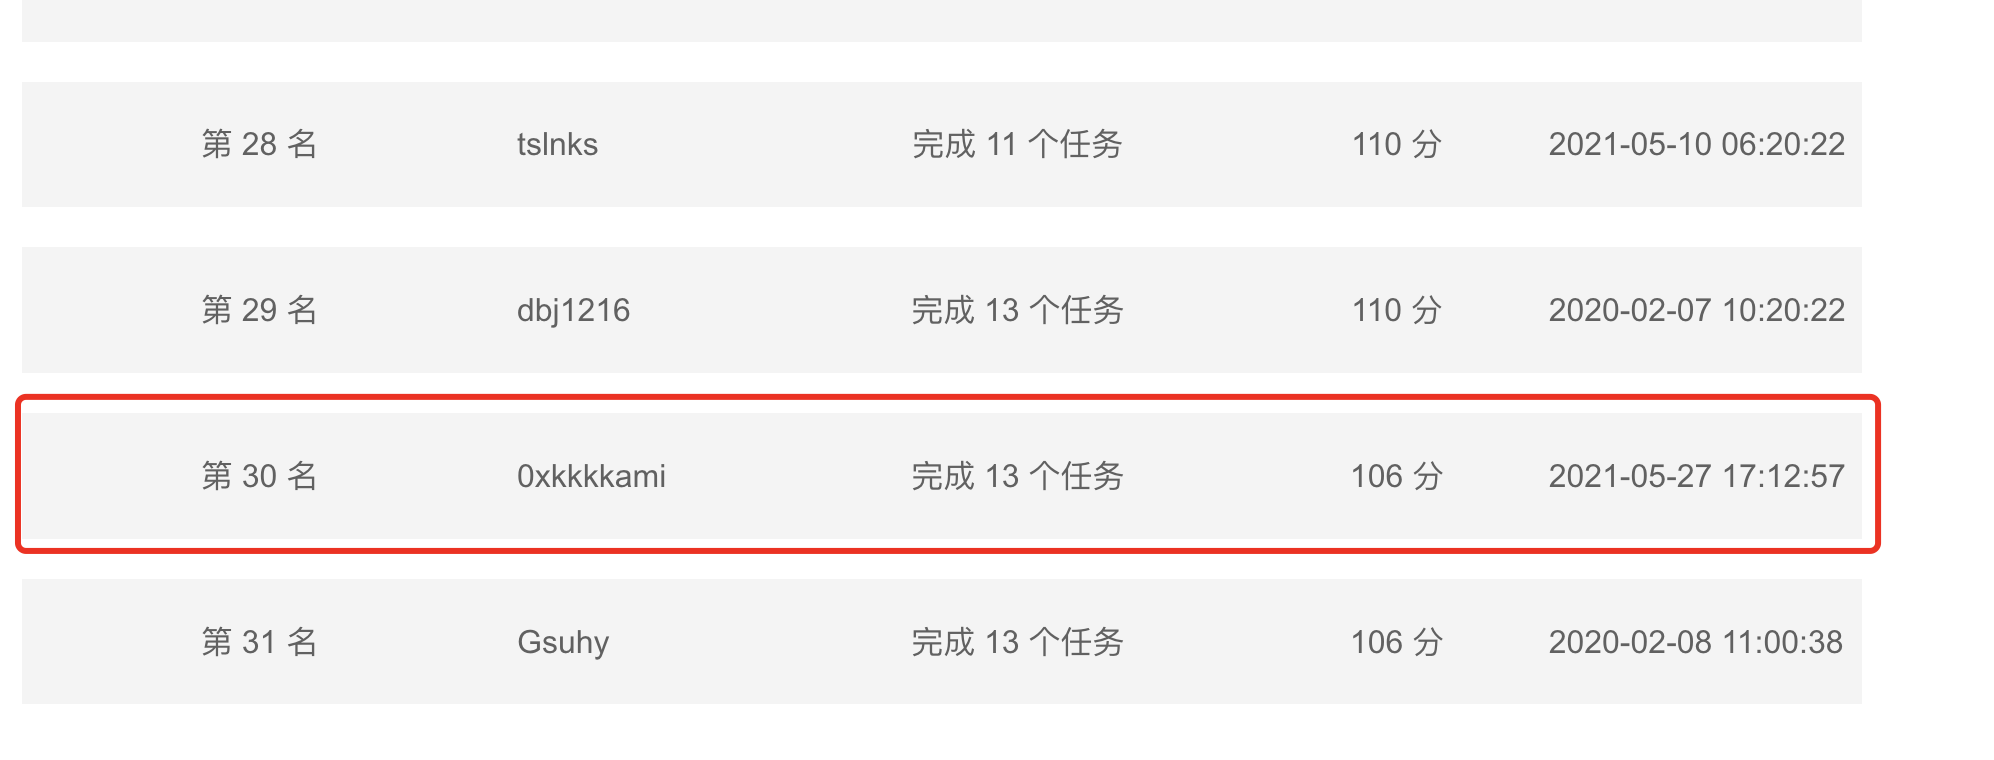 第 28 名 tslnks 完成 11 个任务 110 分 2021-05-10 06:20:22
第 29 名 dbj1216 完成 13 个任务 110 分 2020-02-07 10:20:22
第 30 名 0xkkkkami 完成 13 个任务 106 分 2021-05-27 17:12:57
第 31 名 Gsuhy 完成 13 个任务 106 分 2020-02-08 11:00:38